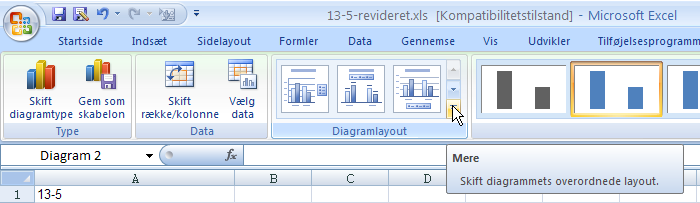 13-5-revideret.xls [Kompatibilitetstilstand] - Microsoft Excel
Startside Indsæt Sidelayout Formler Data Gennemse Vis Udvikler Tilføjelsesprogramm
Skift diagramtype
Gem som skabelon
Skift række/kolonne
Vælg data
Type Data Diagramlayout
Diagram 2 fx
Mere
Skift diagrammets overordnede layout.
A B C D
1 13-5